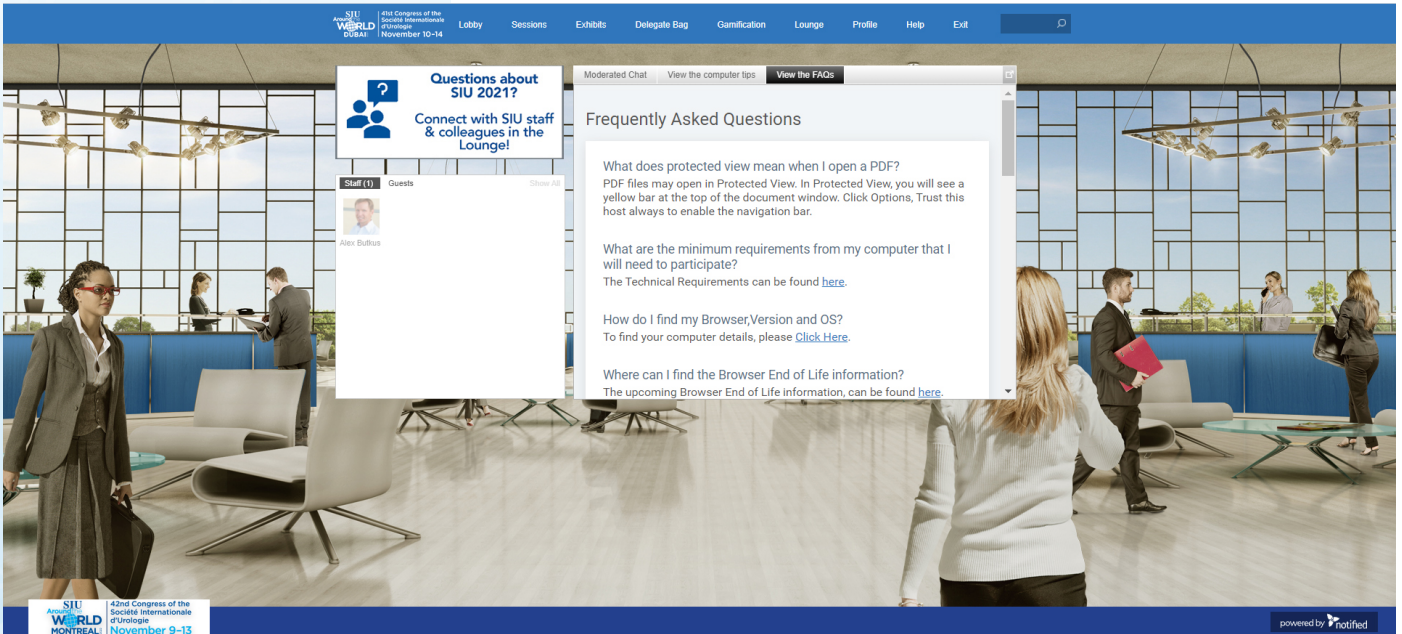 SIU
Around the
WORLD
DUBAI
41st Congress of the
Société Internationale
d'Urologie
November 10-14
Lobby
Sessions
Exhibits
Delegate Bag
Gamification
Lounge
Profile
Help
Exit
Questions about
SIU 2021?
Connect with SIU staff
& colleagues in the
Lounge!
Staff (1)
Guests
Show All
Alex Butkus
Moderated Chat
View the computer tips
View the FAQs
Frequently Asked Questions
What does protected view mean when I open a PDF?
PDF files may open in Protected View. In Protected View, you will see a
yellow bar at the top of the document window. Click Options, Trust this
host always to enable the navigation bar.
What are the minimum requirements from my computer that I
will need to participate?
The Technical Requirements can be found here.
How do I find my Browser,Version and OS?
To find your computer details, please Click Here.
Where can I find the Browser End of Life information?
The upcoming Browser End of Life information, can be found here.
SIU
Around the
WORLD
MONTREAL
42nd Congress of the
Société Internationale
d'Urologie
November 9-13
powered by notified